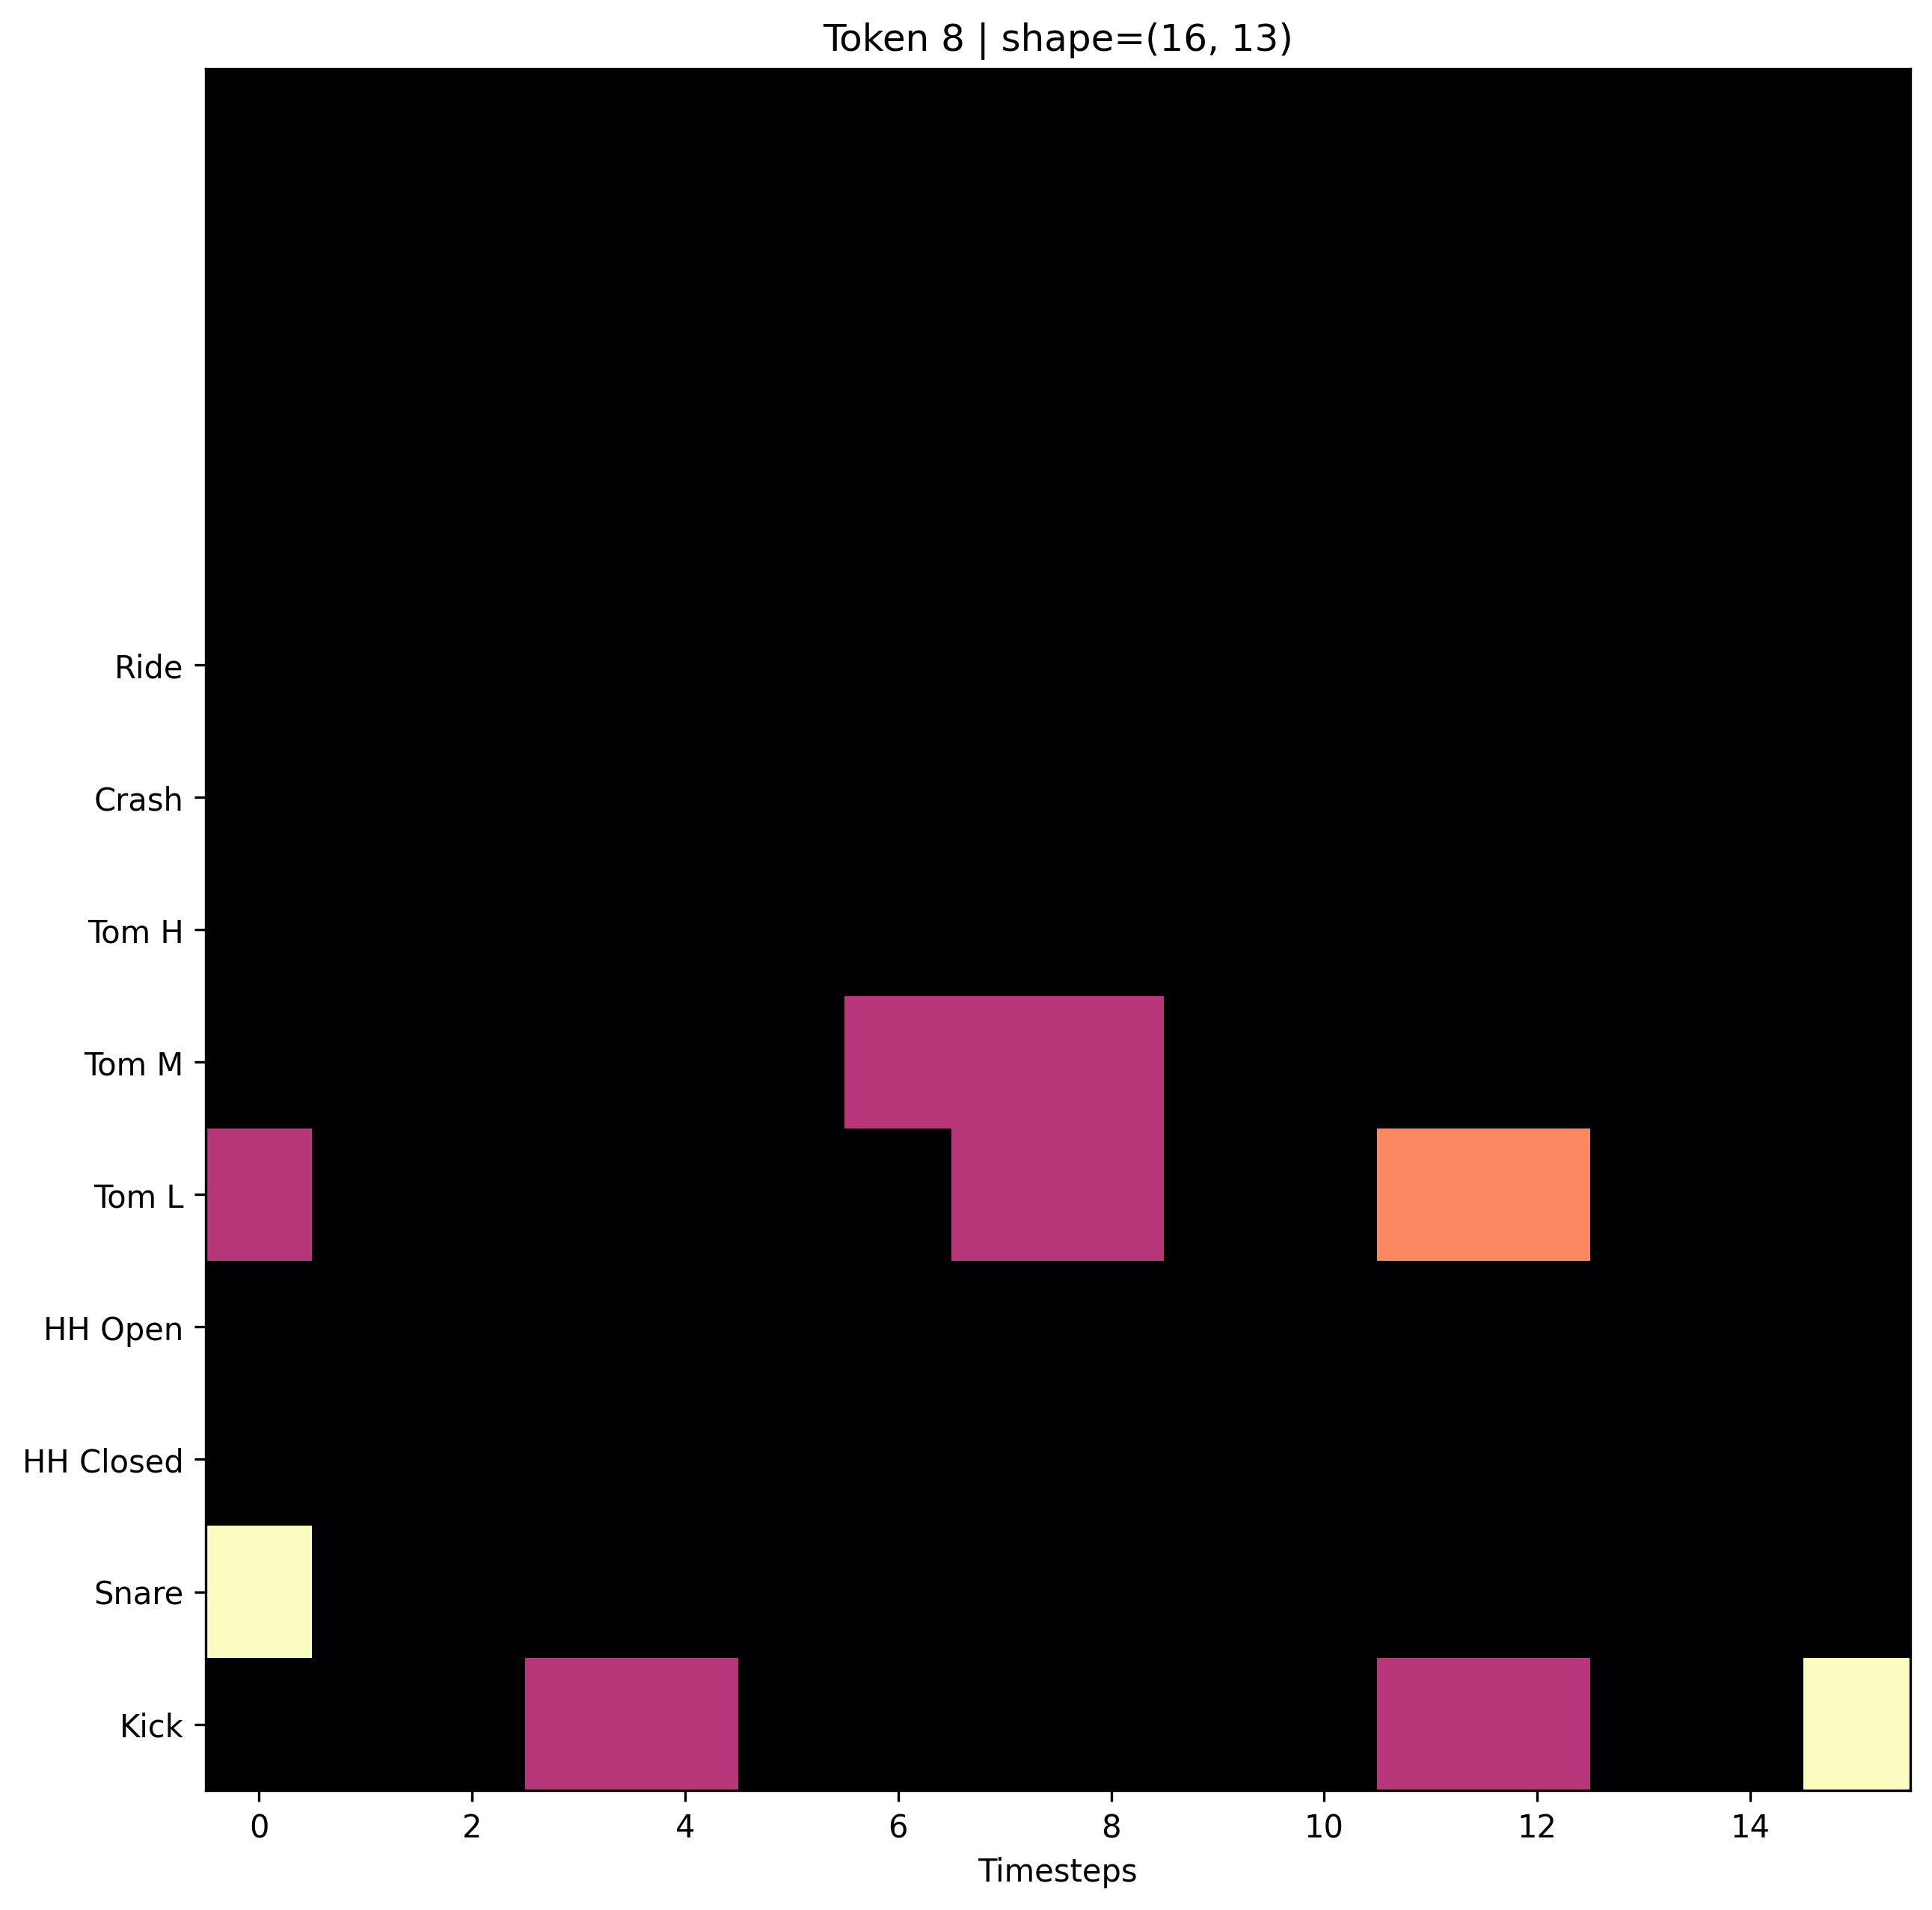 Token 8 | shape=(16, 13)
Ride
Crash
Tom H
Tom M
Tom L
HH Open
HH Closed
Snare
Kick
0 2 4 6 8 10 12 14
Timesteps